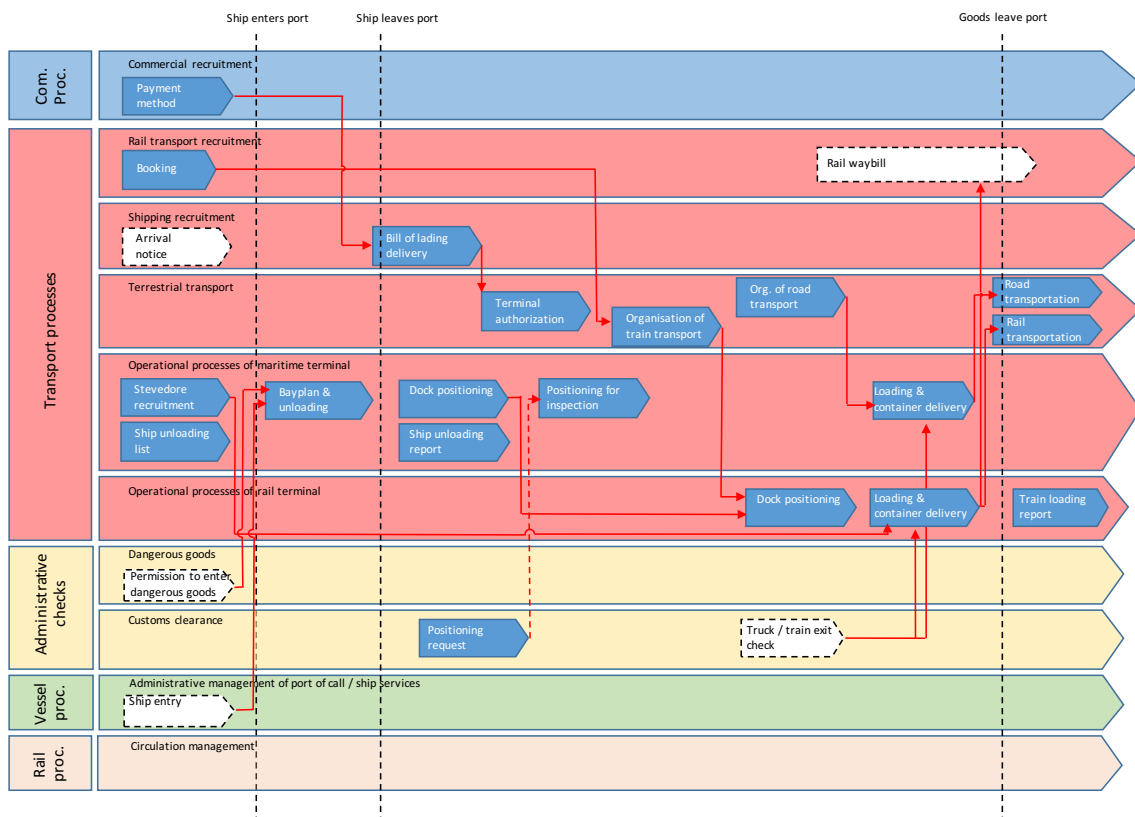 Ship enters port
Ship leaves port
Goods leave port
Com.
Proc.
Commercial recruitment
Payment
method
Transport processes
Rail transport recruitment
Booking
Rail waybill
Shipping recruitment
Arrival
notice
Bill of lading
delivery
Terrestrial transport
Terminal
authorization
Organisation of
train transport
Org. of road
transport
Road
transportation
Rail
transportation
Operational processes of maritime terminal
Stevedore
recruitment
Ship unloading
list
Bayplan &
unloading
Dock positioning
Ship unloading
report
Positioning for
inspection
Loading &
container delivery
Operational processes of rail terminal
Dock positioning
Loading &
container delivery
Train loading
report
Administrative
checks
Dangerous goods
Permission to enter
dangerous goods
Customs clearance
Positioning
request
Truck / train exit
check
Vessel
proc.
Administrative management of port of call / ship services
Ship entry
Rail
proc.
Circulation management